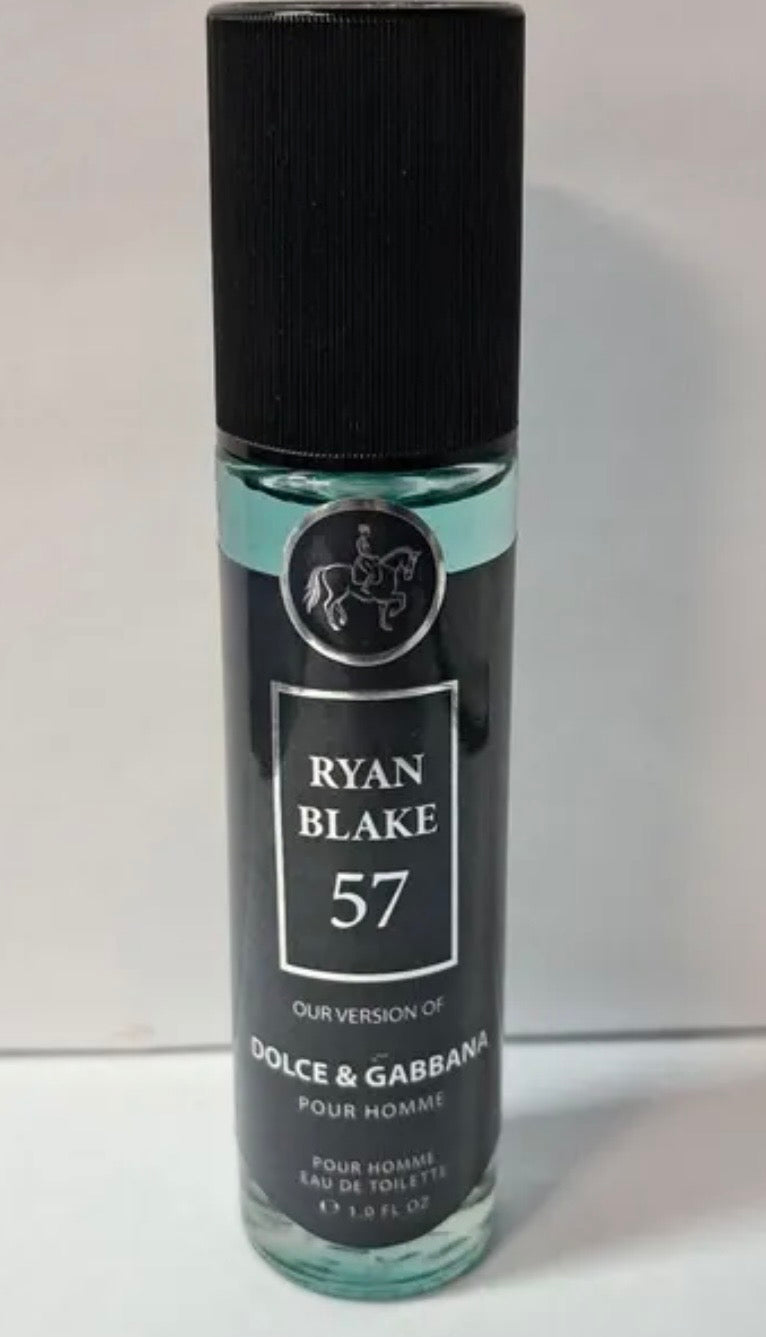 RYAN
BLAKE
57
OUR VERSION OF
DOLCE & GABBANA
POUR HOMME
POUR HOMME
EAU DE TOILETTE
1.0 FL OZ